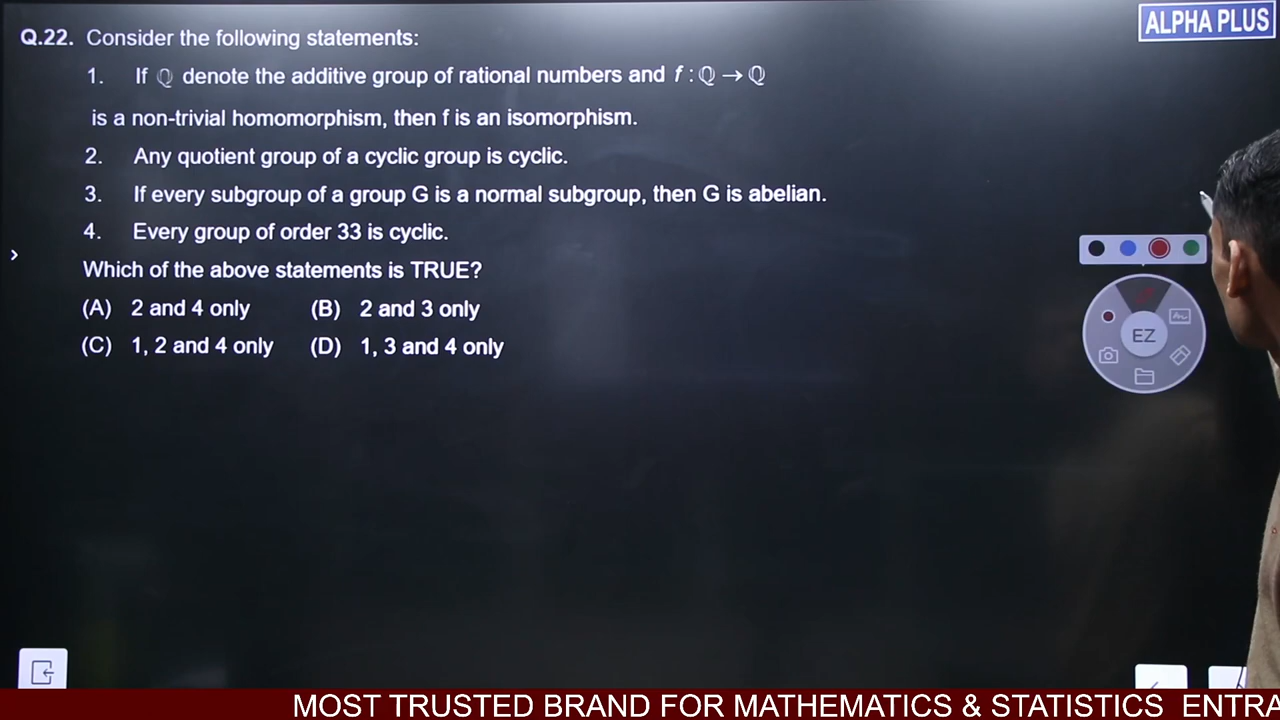 ALPHA PLUS
Q.22. Consider the following statements:
1. If ℚ denote the additive group of rational numbers and f : ℚ → ℚ
is a non-trivial homomorphism, then f is an isomorphism.
2. Any quotient group of a cyclic group is cyclic.
3. If every subgroup of a group G is a normal subgroup, then G is abelian.
4. Every group of order 33 is cyclic.
Which of the above statements is TRUE?
(A) 2 and 4 only (B) 2 and 3 only
(C) 1, 2 and 4 only (D) 1, 3 and 4 only
EZ
MOST TRUSTED BRAND FOR MATHEMATICS & STATISTICS ENTRA